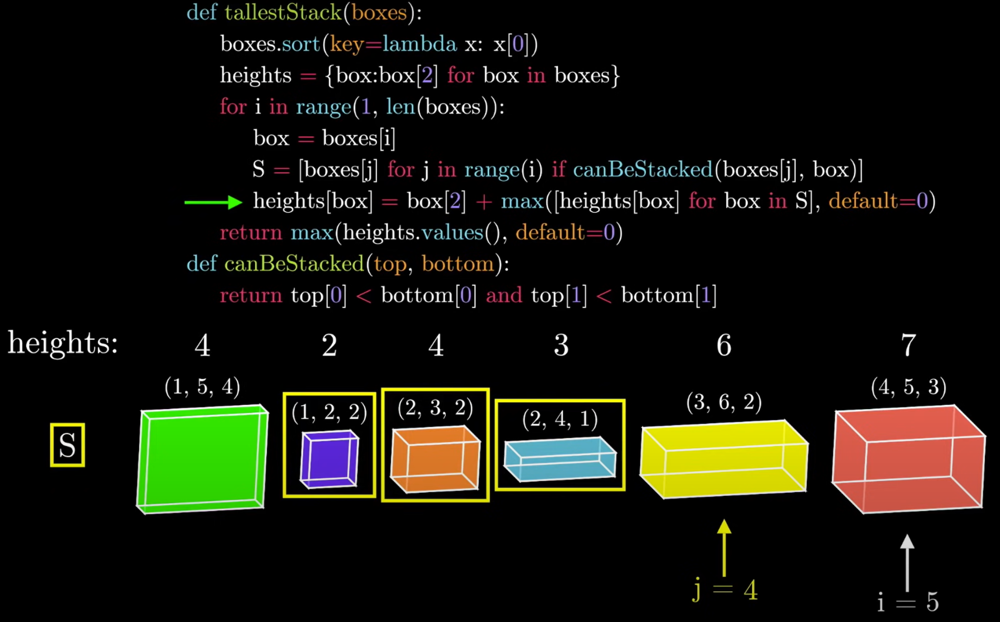 def tallestStack(boxes):
boxes.sort(key=lambda x: x[0])
heights = {box:box[2] for box in boxes}
for i in range(1, len(boxes)):
box = boxes[i]
S = [boxes[j] for j in range(i) if canBeStacked(boxes[j], box)]
heights[box] = box[2] + max([heights[box] for box in S], default=0)
return max(heights.values(), default=0)
def canBeStacked(top, bottom):
return top[0] < bottom[0] and top[1] < bottom[1]
heights: 4 2 4 3 6 7
(1, 5, 4) (1, 2, 2) (2, 3, 2) (2, 4, 1) (3, 6, 2) (4, 5, 3)
S
j = 4
i = 5